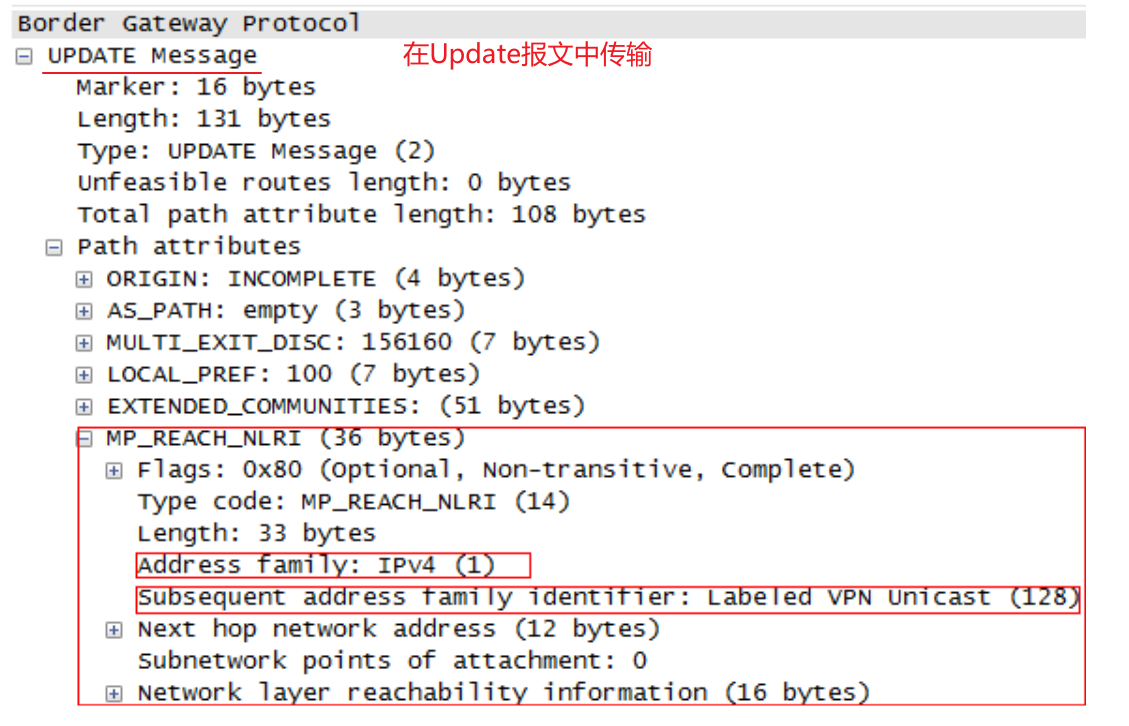 Border Gateway Protocol
UPDATE Message 在Update报文中传输
Marker: 16 bytes
Length: 131 bytes
Type: UPDATE Message (2)
Unfeasible routes length: 0 bytes
Total path attribute length: 108 bytes
Path attributes
ORIGIN: INCOMPLETE (4 bytes)
AS_PATH: empty (3 bytes)
MULTI_EXIT_DISC: 156160 (7 bytes)
LOCAL_PREF: 100 (7 bytes)
EXTENDED_COMMUNITIES: (51 bytes)
MP_REACH_NLRI (36 bytes)
Flags: 0x80 (Optional, Non-transitive, Complete)
Type code: MP_REACH_NLRI (14)
Length: 33 bytes
Address family: IPv4 (1)
Subsequent address family identifier: Labeled VPN Unicast (128)
Next hop network address (12 bytes)
Subnetwork points of attachment: 0
Network layer reachability information (16 bytes)